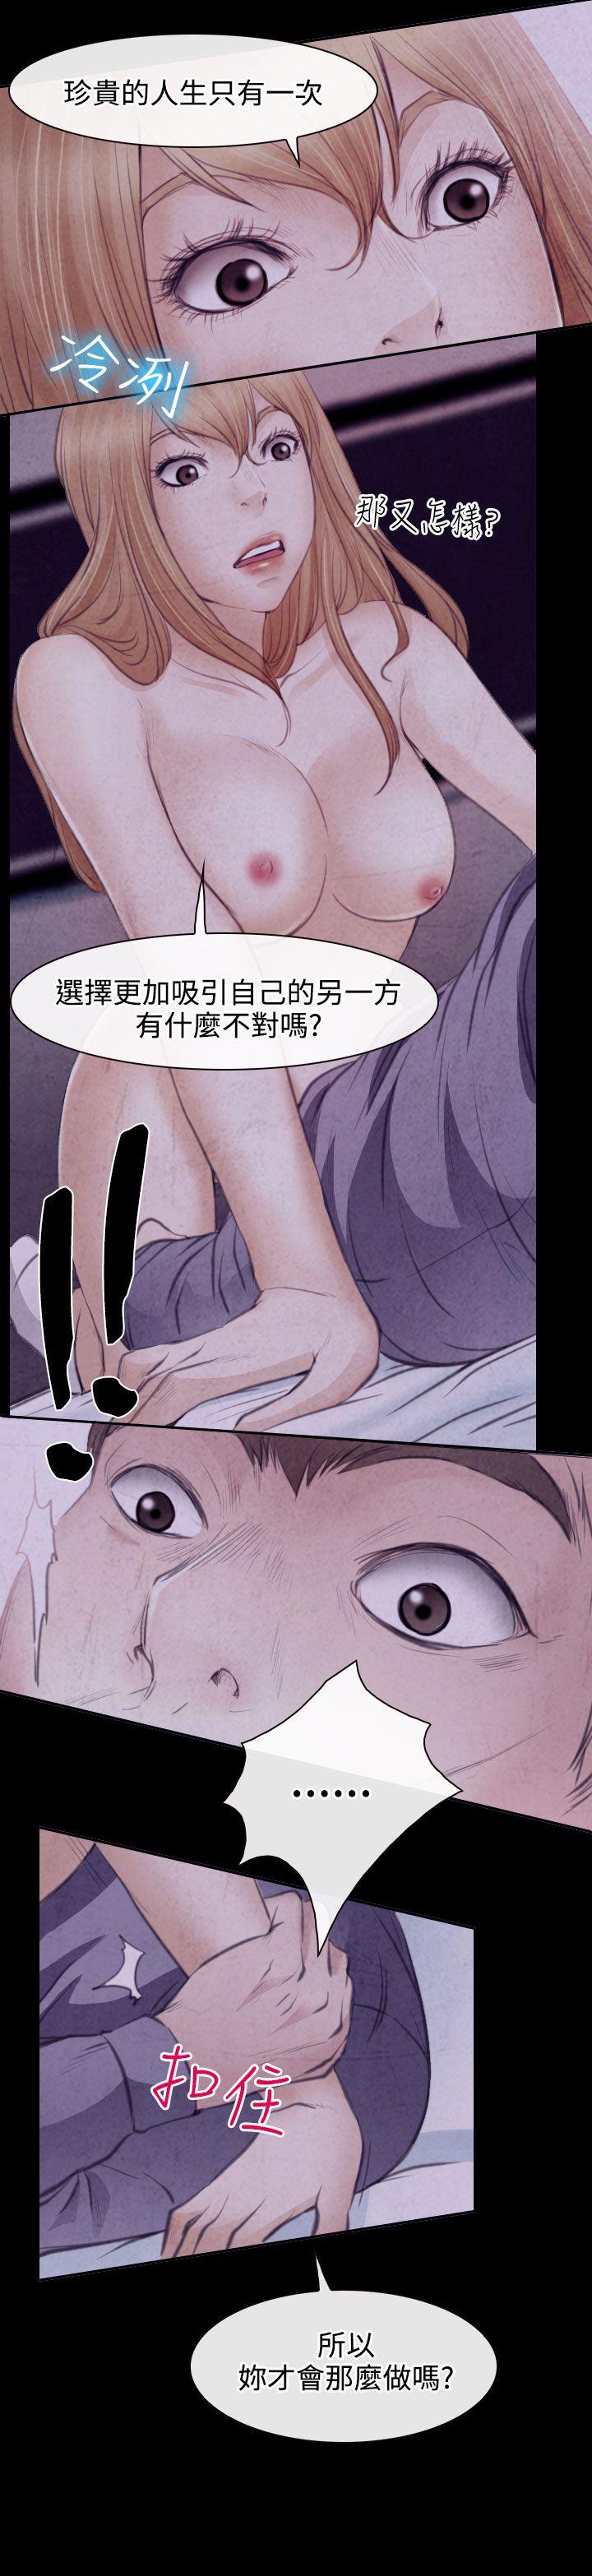 珍貴的人生只有一次
冷冽
那又怎樣?
選擇更加吸引自己的另一方
有什麼不對嗎?
!!
……
扣住
所以
妳才會那麼做嗎?